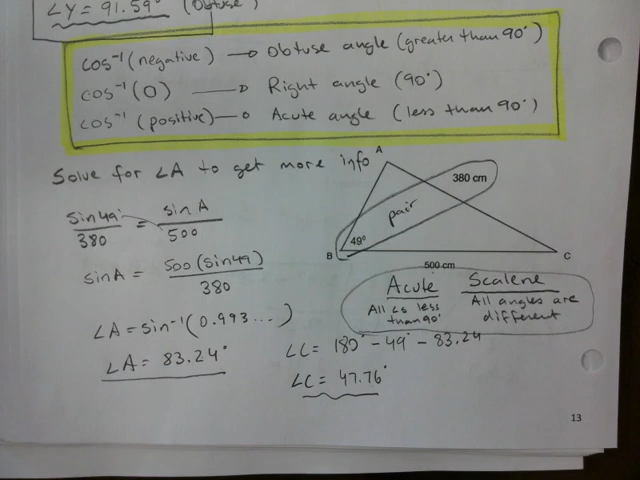 ∠Y = 91.59° (Obtuse)
cos⁻¹(negative) → Obtuse angle (greater than 90°)
cos⁻¹(0) → Right angle (90°)
cos⁻¹(positive) → Acute angle (less than 90°)
Solve for ∠A to get more info
A
380 cm
pair
49°
B
C
500 cm
sin49° = sinA
380 500
sinA = 500(sin49)
380
∠A = sin⁻¹(0.993...)
∠A = 83.24°
Acute Scalene
All ∠s less All angles are
than 90° different
∠C = 180° - 49° - 83.24
∠C = 47.76°
13